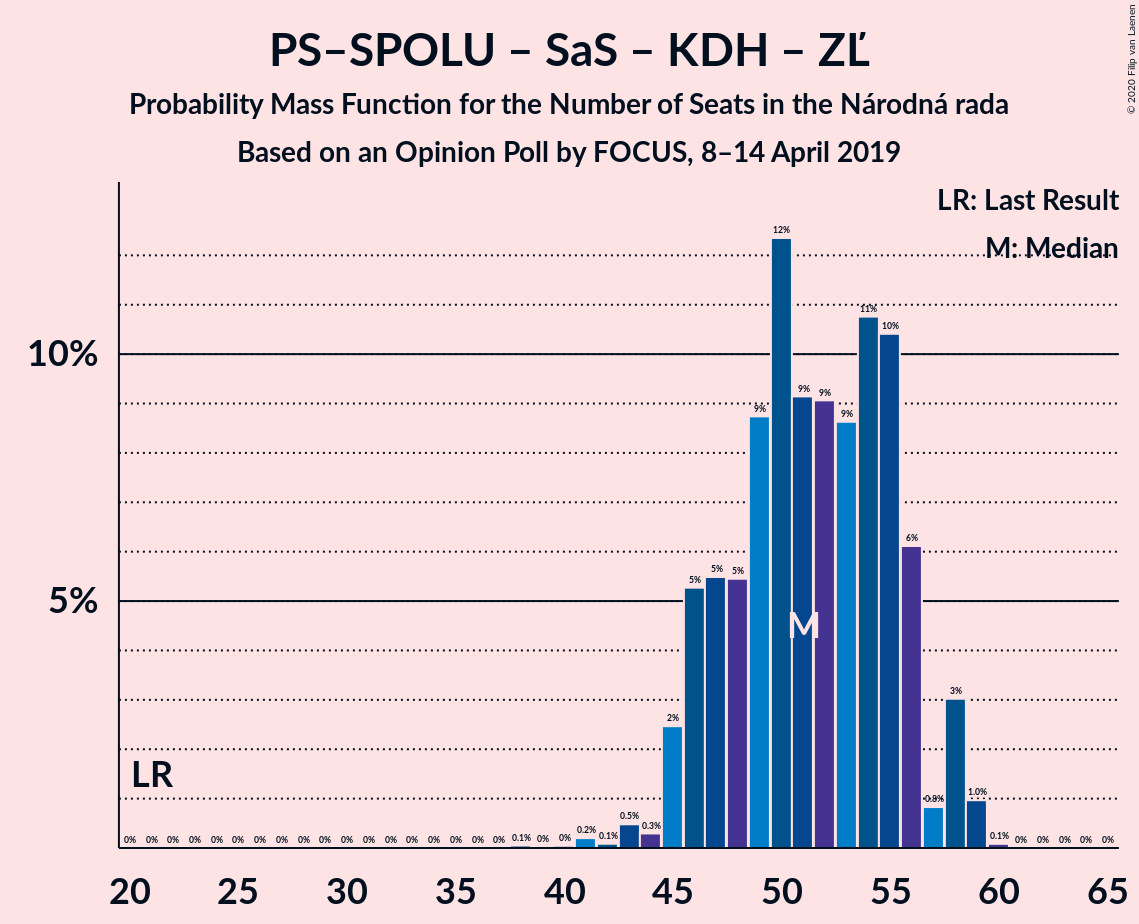 PS–SPOLU – SaS – KDH – ZĽ
Probability Mass Function for the Number of Seats in the Národná rada
Based on an Opinion Poll by FOCUS, 8–14 April 2019
© 2020 Filip van Laenen
LR: Last Result
M: Median
10%
5%
LR
M
0% 0% 0% 0% 0% 0% 0% 0% 0% 0% 0% 0% 0% 0% 0% 0% 0% 0% 0.1% 0% 0% 0.2% 0.1% 0.5% 0.3% 2% 5% 5% 5% 9% 12% 9% 9% 9% 11% 10% 6% 0.8% 3% 1.0% 0.1% 0% 0% 0% 0% 0%
20 25 30 35 40 45 50 55 60 65